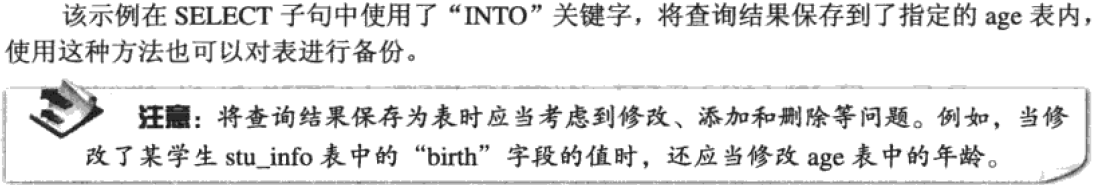 该示例在 SELECT 子句中使用了“INTO”关键字，将查询结果保存到了指定的 age 表内，
使用这种方法也可以对表进行备份。
注意：将查询结果保存为表时应当考虑到修改、添加和删除等问题。例如，当修
改了某学生 stu_info 表中的“birth”字段的值时，还应当修改 age 表中的年龄。